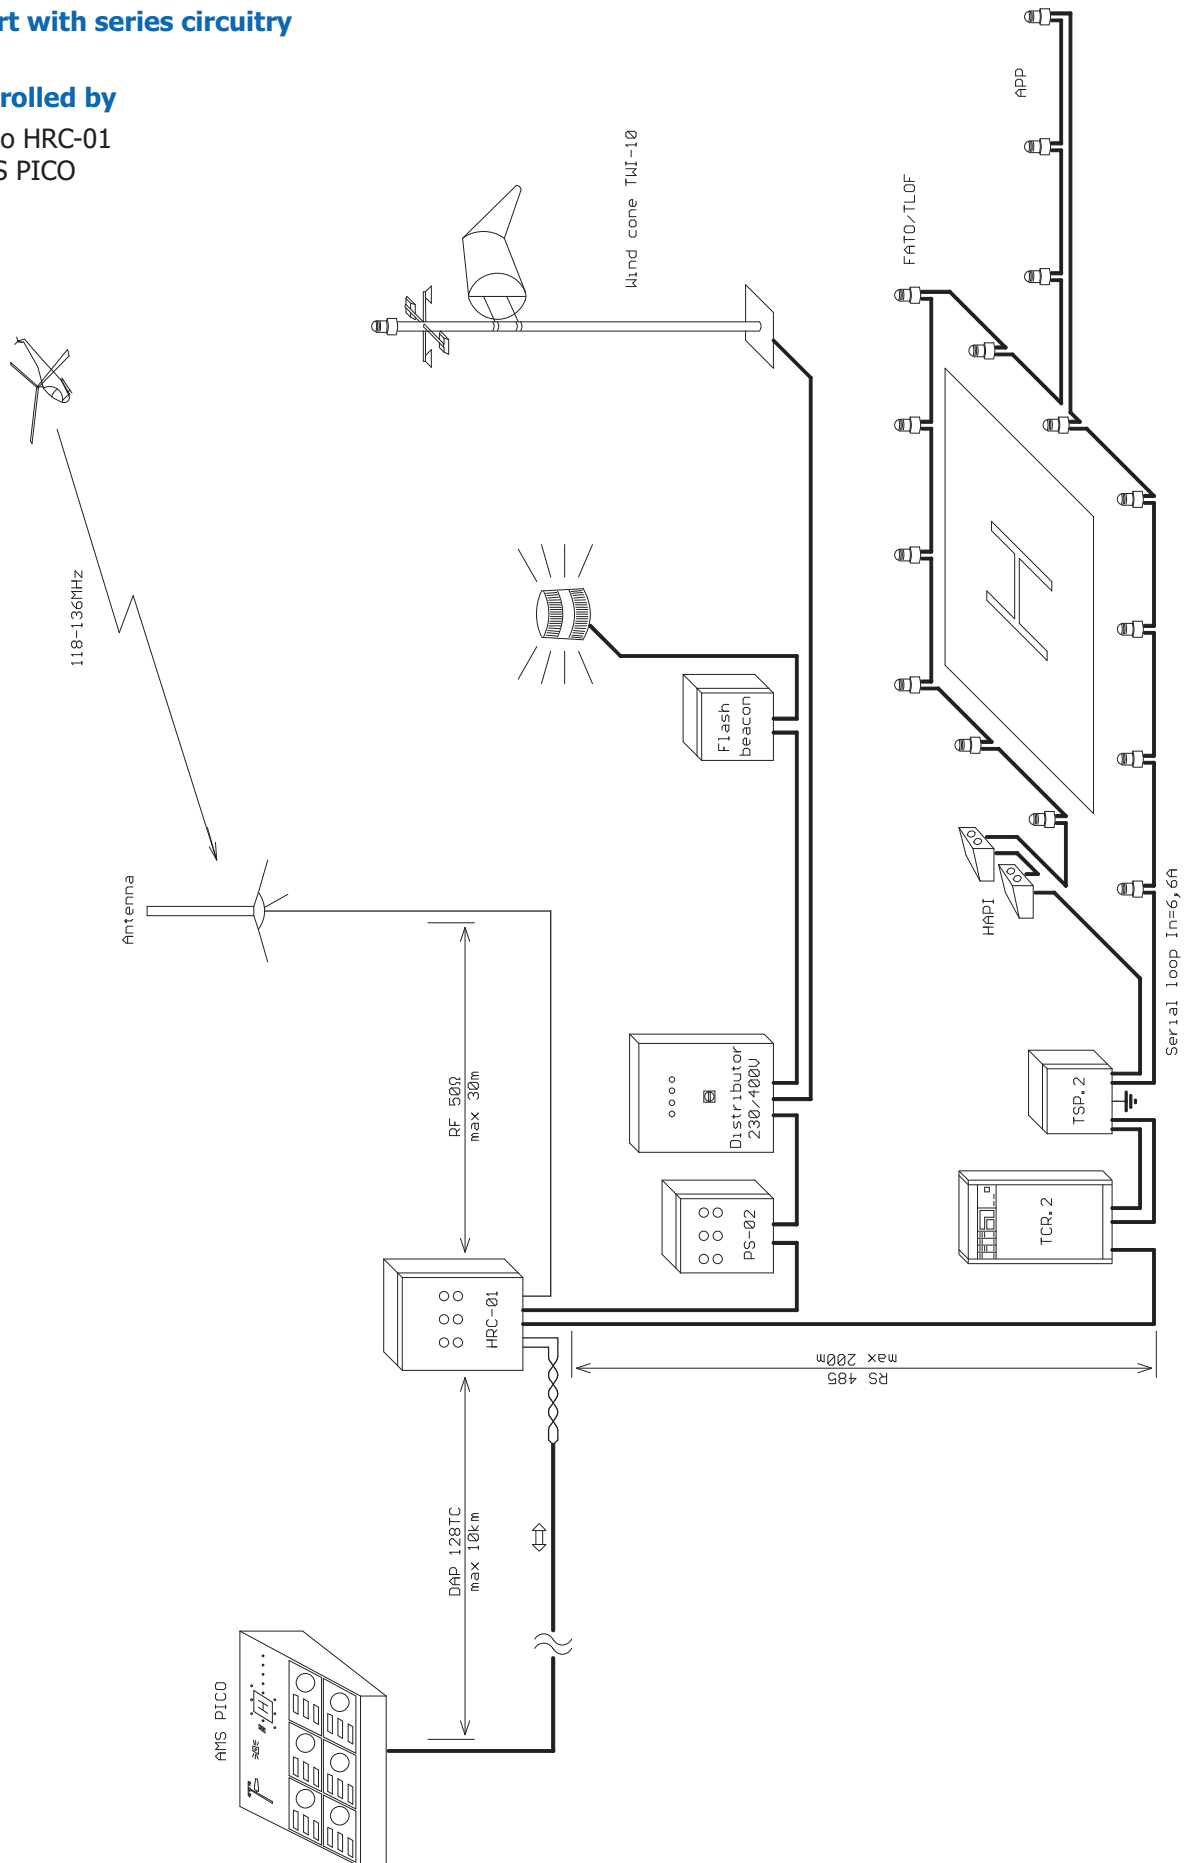 rt with series circuitry
rolled by
o HRC-01
S PICO
118-136MHz
Antenna
Wind cone TWI-10
APP
FATO/TLOF
H
Flash
beacon
HAPI
Serial loop In=6,6A
RF 50Ω
max 30m
Distributor
230/400V
TSP.2
PS-02
TCR.2
HRC-01
RS 485
max 200m
DAP 128TC
max 10km
AMS PICO
H